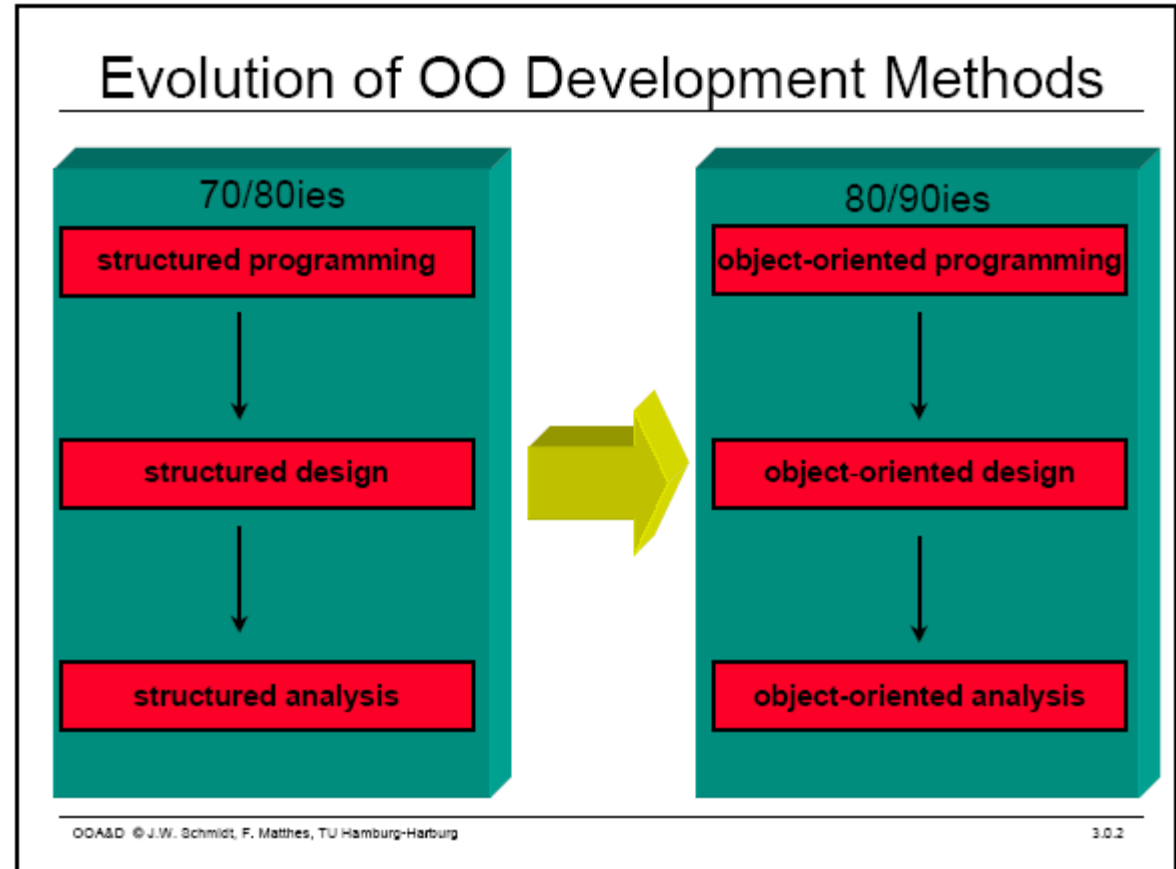 Evolution of OO Development Methods
70/80ies
structured programming
structured design
structured analysis
80/90ies
object-oriented programming
object-oriented design
object-oriented analysis
OOA&D © J.W. Schmidt, F. Matthes, TU Hamburg-Harburg
3.0.2